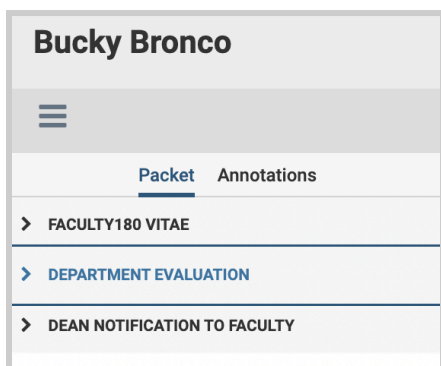 Bucky Bronco
Packet Annotations
FACULTY180 VITAE
DEPARTMENT EVALUATION
DEAN NOTIFICATION TO FACULTY